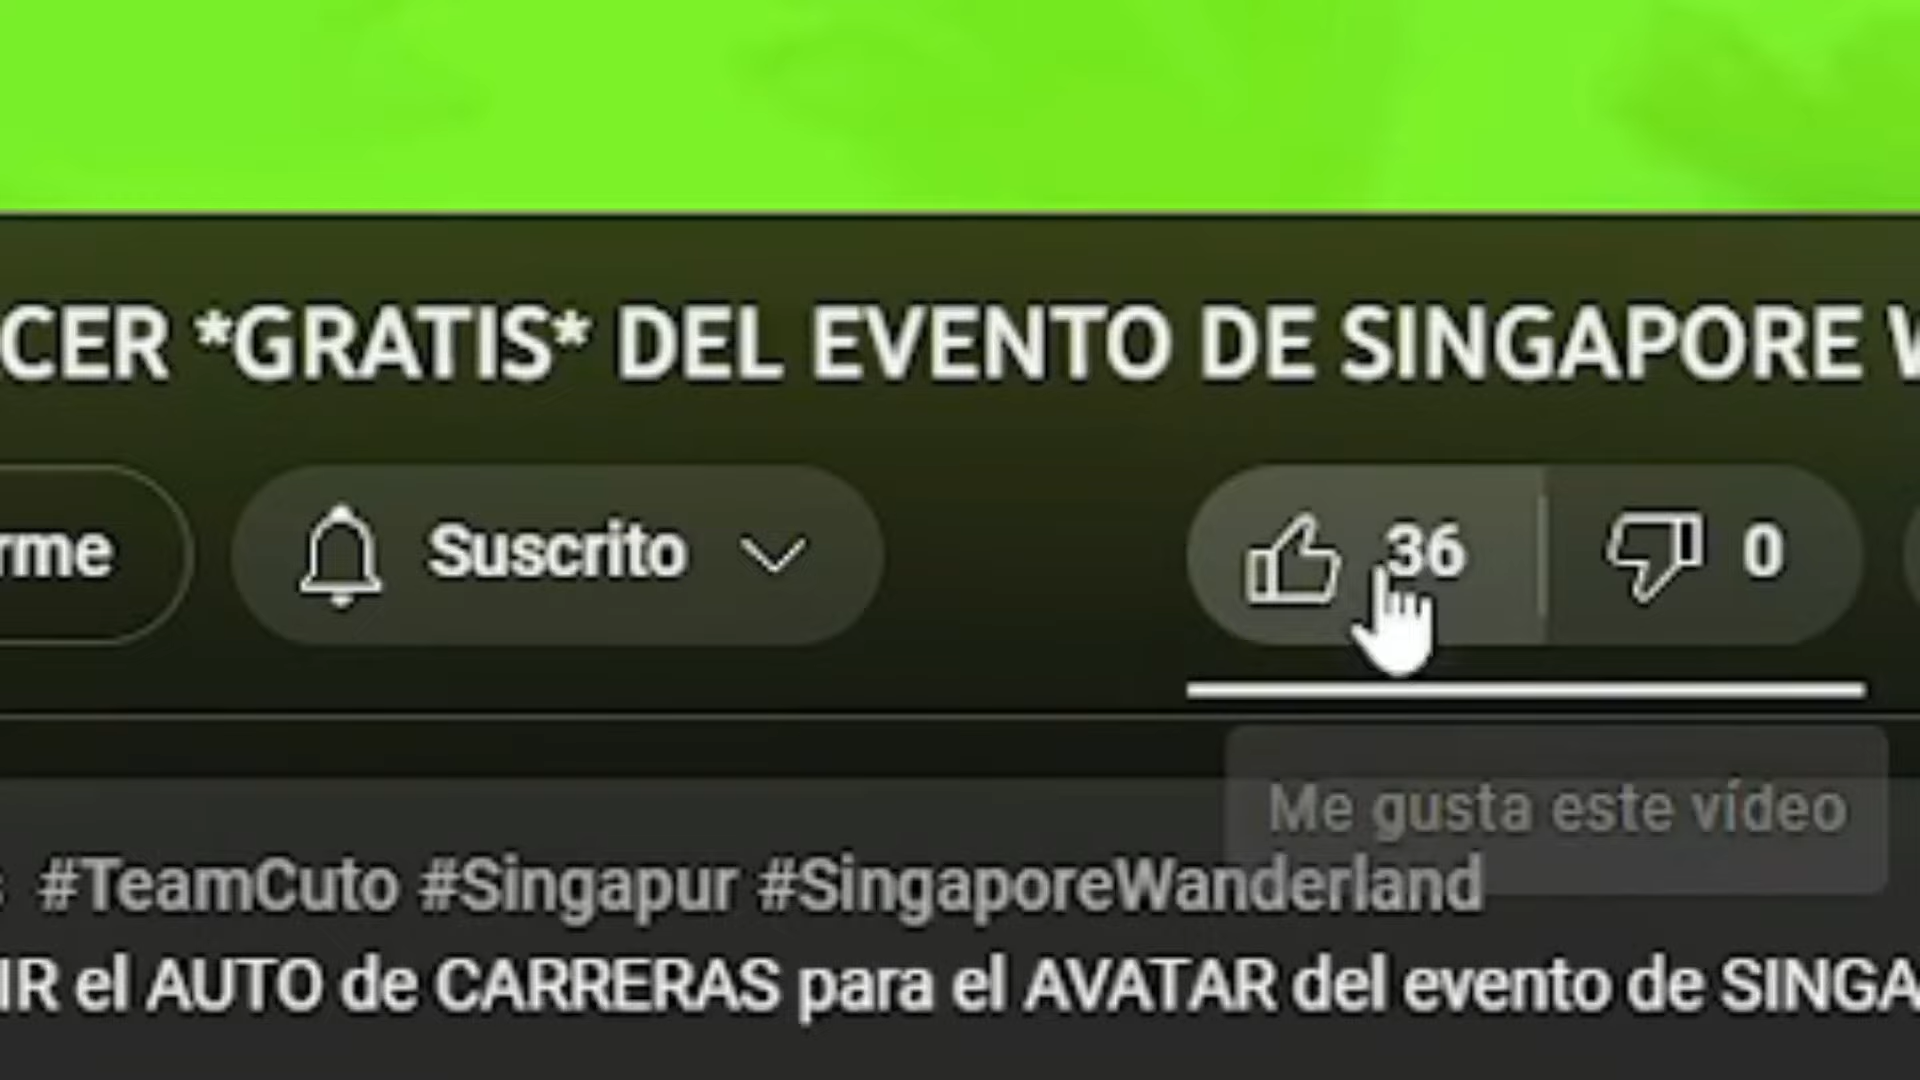 CER *GRATIS* DEL EVENTO DE SINGAPORE
rme Suscrito 36 0
Me gusta este vídeo
#TeamCuto #Singapur #SingaporeWanderland
IR el AUTO de CARRERAS para el AVATAR del evento de SINGA